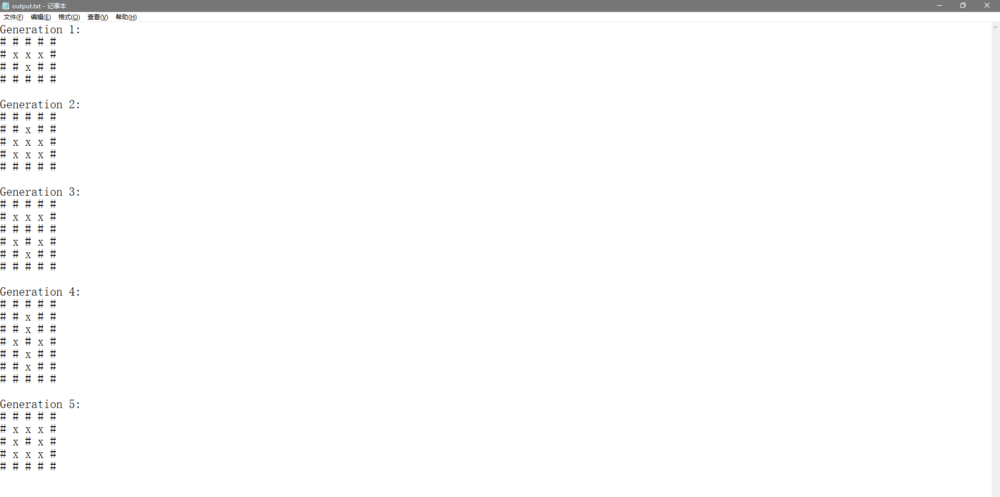 output.txt - 记事本
文件(F) 编辑(E) 格式(O) 查看(V) 帮助(H)
Generation 1:
# # # # #
# x x x #
# # x # #
# # # # #
Generation 2:
# # # # #
# # x # #
# x x x #
# x x x #
# # # # #
Generation 3:
# # # # #
# x x x #
# # # # #
# x # x #
# # x # #
# # # # #
Generation 4:
# # # # #
# # x # #
# # x # #
# x # x #
# # x # #
# # x # #
# # # # #
Generation 5:
# # # # #
# x x x #
# x # x #
# x x x #
# # # # #